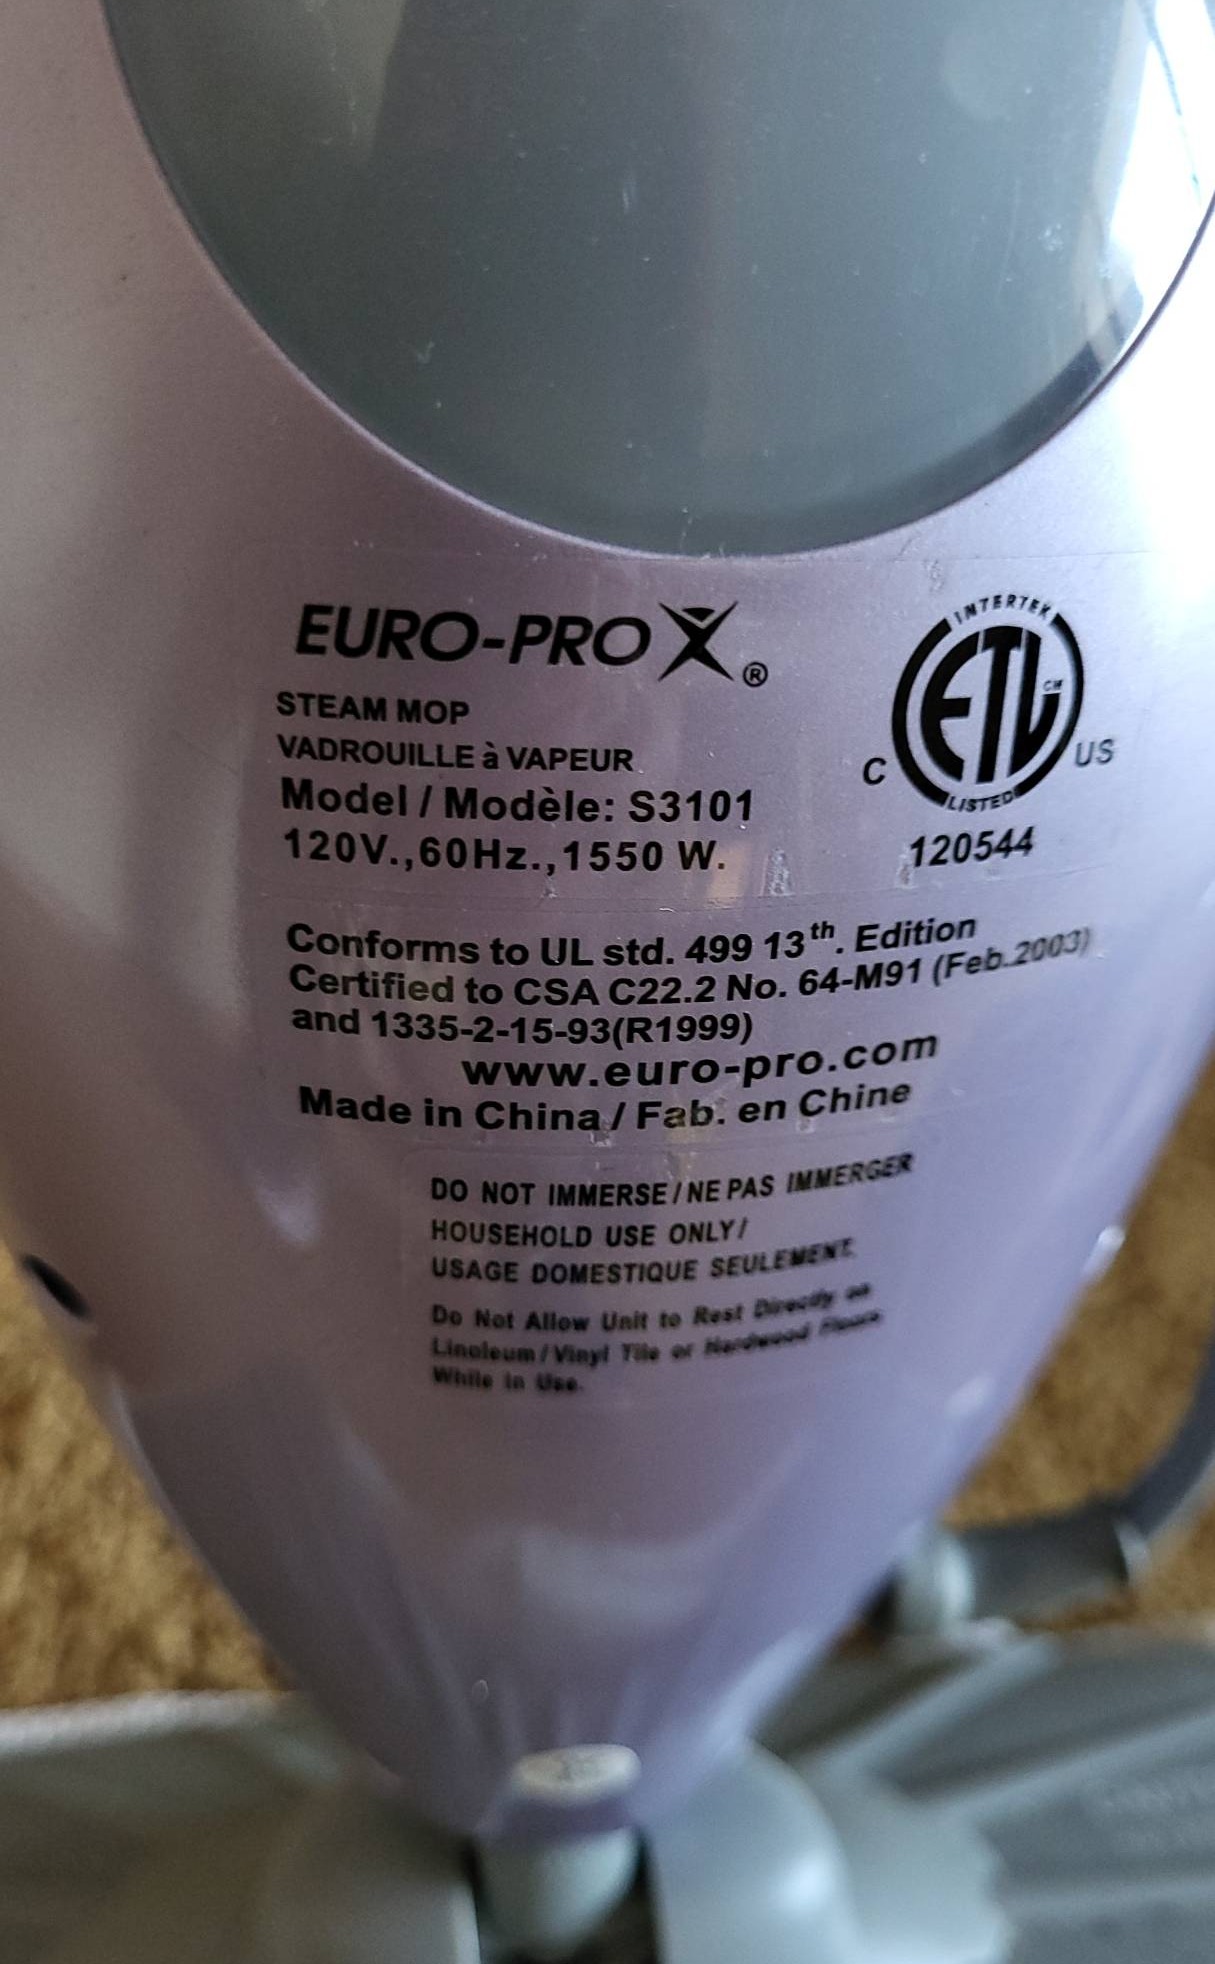 EURO-PRO X®
STEAM MOP
VADROUILLE à VAPEUR
Model / Modèle: S3101
120V.,60Hz.,1550 W.
INTERTEK
ETL CM
C US
LISTED
120544
Conforms to UL std. 499 13th. Edition
Certified to CSA C22.2 No. 64-M91 (Feb.2003)
and 1335-2-15-93(R1999)
www.euro-pro.com
Made in China / Fab. en Chine
DO NOT IMMERSE / NE PAS IMMERGER
HOUSEHOLD USE ONLY/
USAGE DOMESTIQUE SEULEMENT.
Do Not Allow Unit to Rest Directly on
Linoleum / Vinyl Tile or Hardwood Floors
While in Use.